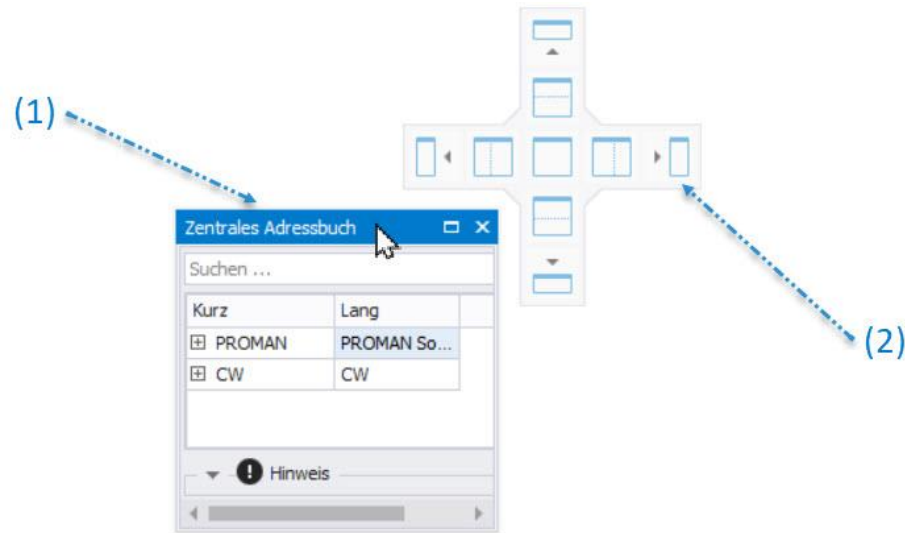 (1)
Zentrales Adressbuch
Suchen ...
Kurz Lang
PROMAN PROMAN So...
CW CW
Hinweis
(2)